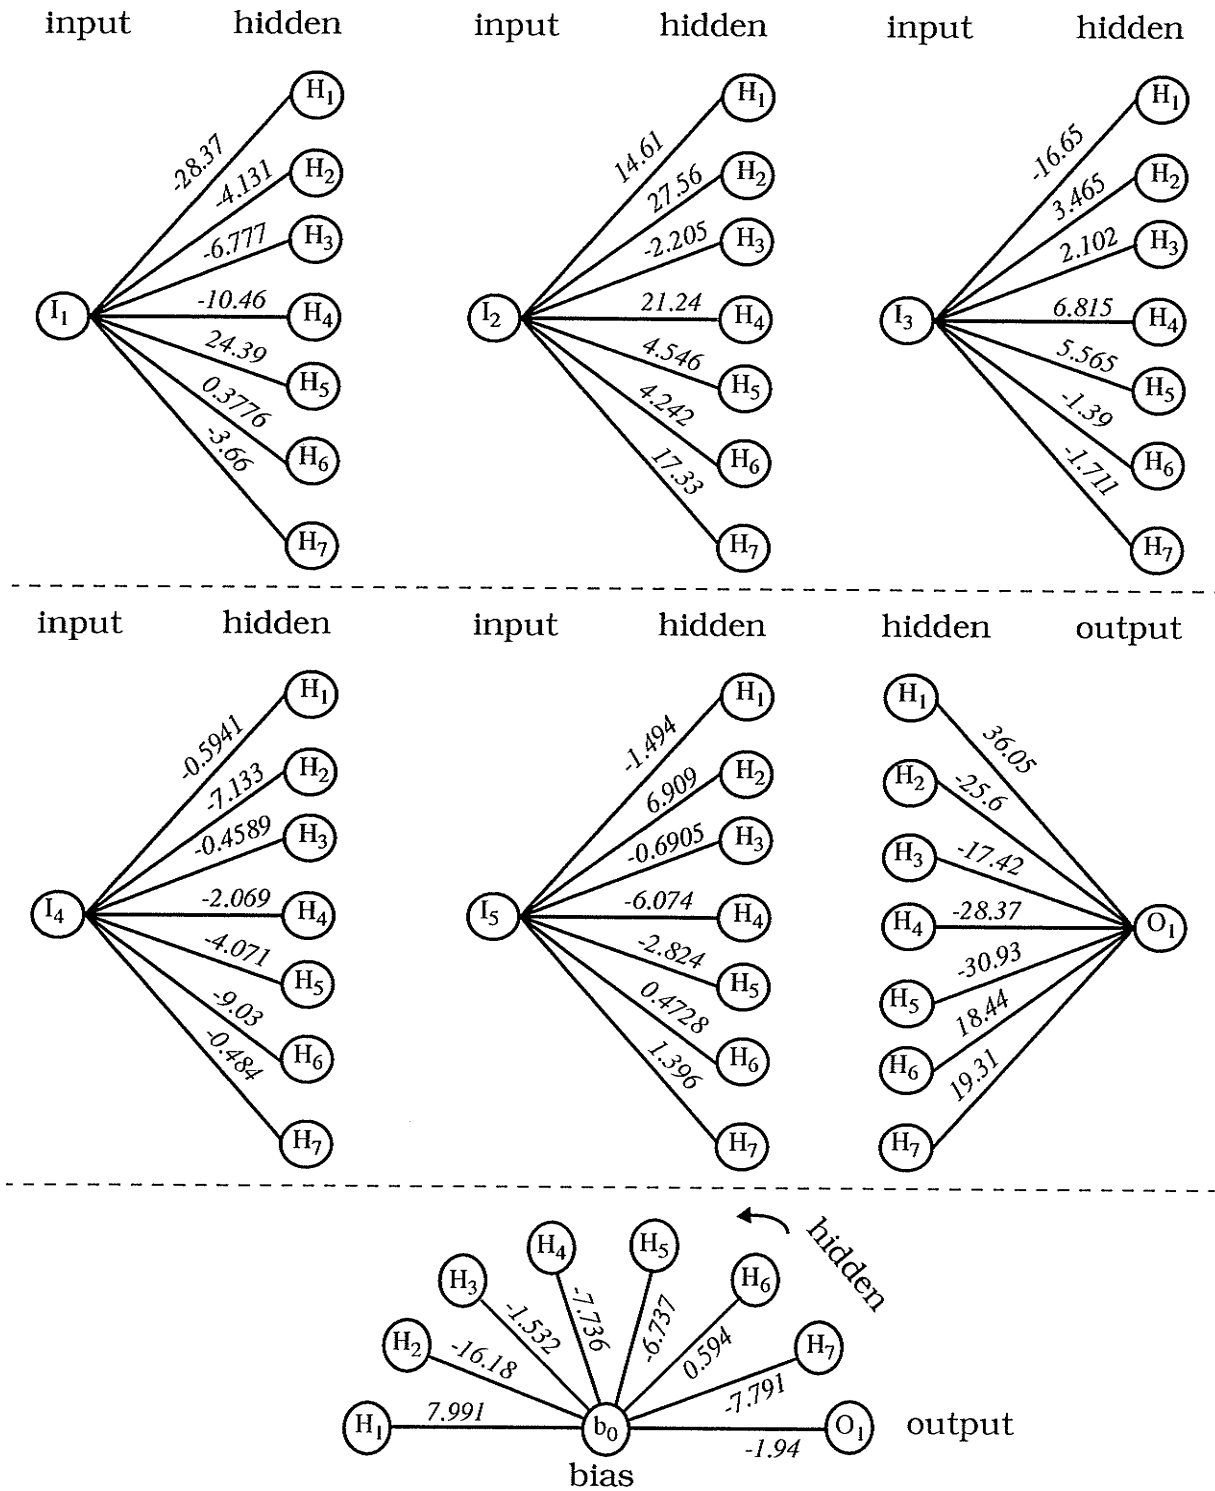 input hidden input hidden input hidden
H1 H1 H1
-28.37 14.61 -16.65
H2 H2 H2
-4.131 27.56 3.465
H3 H3 H3
-6.777 -2.205 2.102
I1 -10.46 H4 I2 21.24 H4 I3 6.815 H4
24.39 4.546 5.565
H5 H5 H5
0.3776 4.242 -1.39
H6 H6 H6
-3.66 17.33 -1.711
H7 H7 H7
input hidden input hidden hidden output
H1 H1 H1
-0.5941 -1.494 36.05
H2 H2 H2
-7.133 6.909 -25.6
H3 H3 H3
-0.4589 -0.6905 -17.42
I4 -2.069 H4 I5 -6.074 H4 H4 -28.37 O1
-4.071 -2.824 -30.93
H5 H5 H5
-9.03 0.4728 18.44
H6 H6 H6
-0.484 1.396 19.31
H7 H7 H7
hidden
H4 H5
H3 H6
-1.532 -7.736 -6.737 0.594
H2 H7
-16.18 -7.791
H1 7.991 b0 -1.94 O1 output
bias